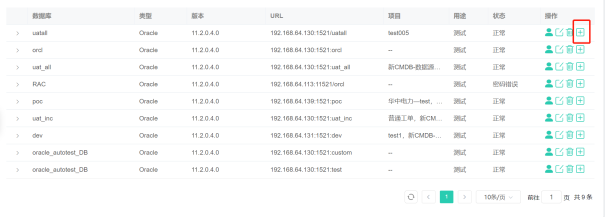 数据库 类型 版本 URL 项目 用途 状态 操作
uatall Oracle 11.2.0.4.0 192.168.64.130:1521/uatall test005 测试 正常
orcl Oracle 11.2.0.4.0 192.168.64.130:1521:orcl -- 测试 正常
uat_all Oracle 11.2.0.4.0 192.168.64.130:1521:uat_all 新CMDB-数据源... 测试 正常
RAC Oracle 11.2.0.4.0 192.168.64.113:11521/orcl -- 测试 密码错误
poc Oracle 11.2.0.4.0 192.168.64.139:1521:poc 华中电力—test、... 测试 正常
uat_inc Oracle 11.2.0.4.0 192.168.64.130:1521:uat_inc 普通工单、新CM... 测试 正常
dev Oracle 11.2.0.4.0 192.168.64.131:1521:dev test1、新CMDB-... 测试 正常
oracle_autotest_DB Oracle 11.2.0.4.0 192.168.64.130:1521:custom -- 测试 正常
oracle_autotest_DB Oracle 11.2.0.4.0 192.168.64.130:1521:test -- 测试 正常
1 10条/页 前往 1 页 共 9 条